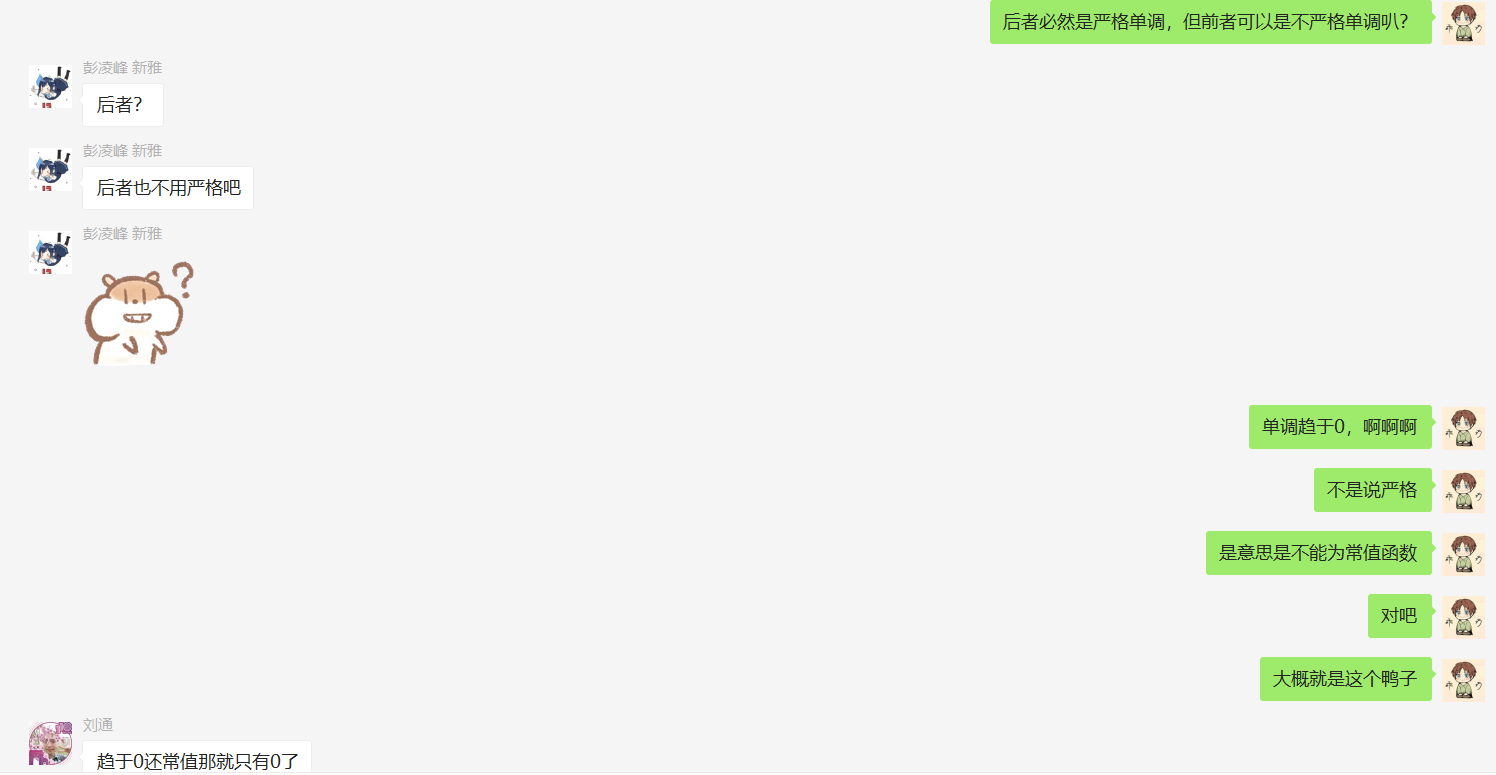 后者必然是严格单调，但前者可以是不严格单调叭？
彭凌峰 新雅
后者？
彭凌峰 新雅
后者也不用严格吧
彭凌峰 新雅
?
单调趋于0，啊啊啊
不是说严格
是意思是不能为常值函数
对吧
大概就是这个鸭子
刘通
趋于0还常值那就只有0了